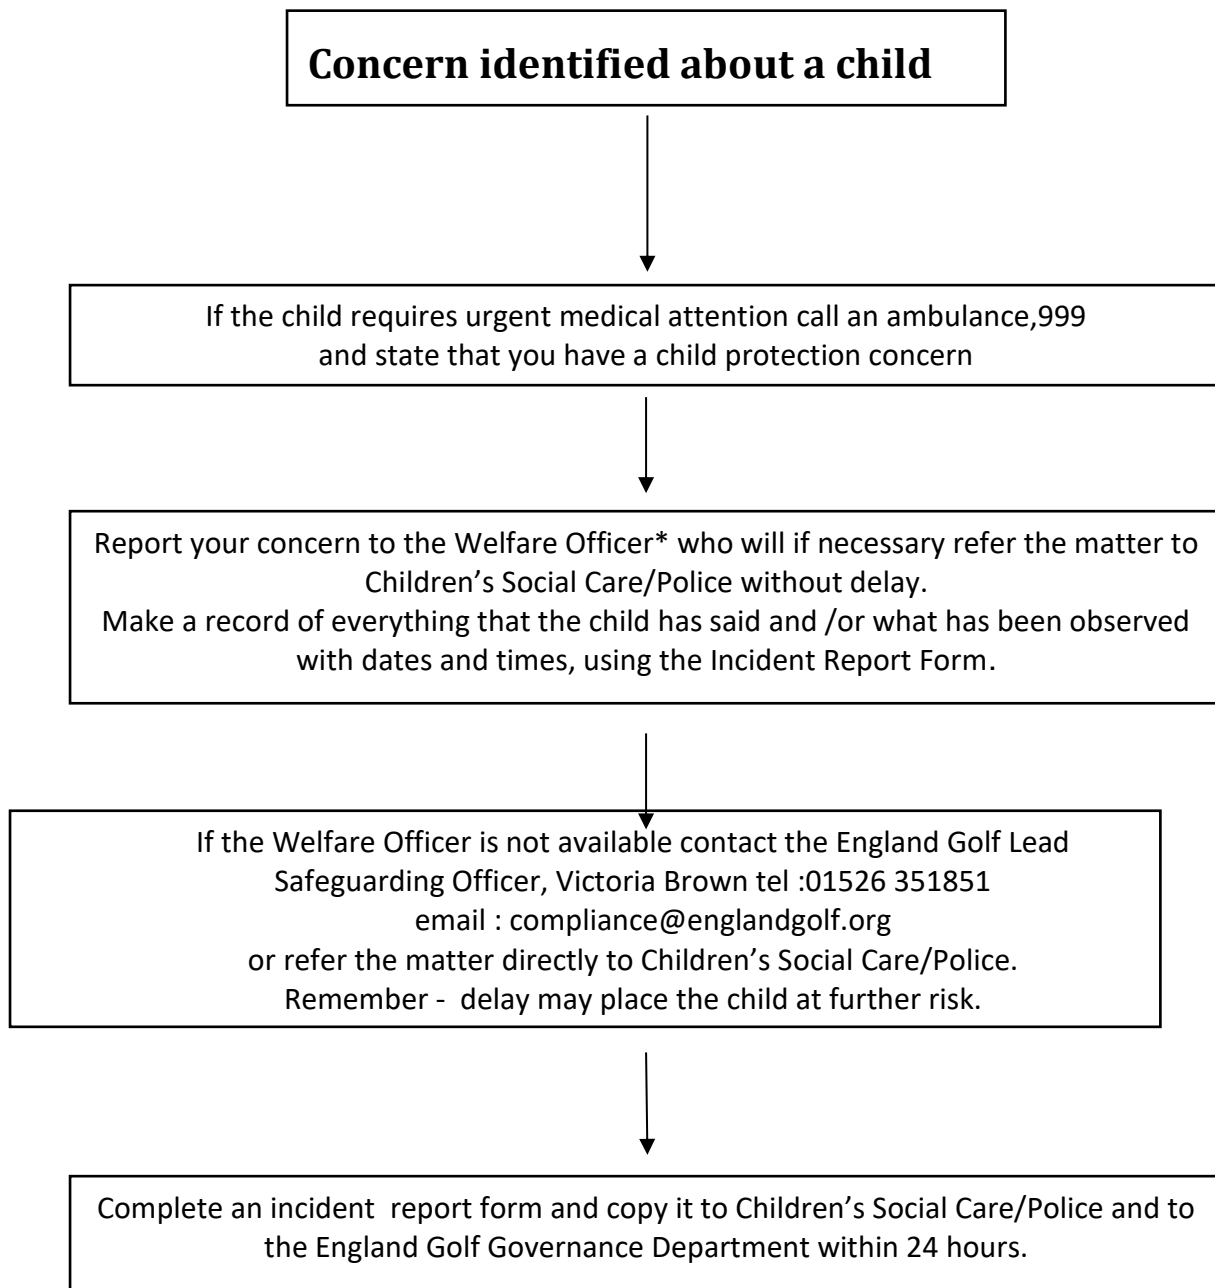 Concern identified about a child
If the child requires urgent medical attention call an ambulance,999
and state that you have a child protection concern
Report your concern to the Welfare Officer* who will if necessary refer the matter to
Children’s Social Care/Police without delay.
Make a record of everything that the child has said and /or what has been observed
with dates and times, using the Incident Report Form.
If the Welfare Officer is not available contact the England Golf Lead
Safeguarding Officer, Victoria Brown tel :01526 351851
email : compliance@englandgolf.org
or refer the matter directly to Children’s Social Care/Police.
Remember -  delay may place the child at further risk.
Complete an incident  report form and copy it to Children’s Social Care/Police and to
the England Golf Governance Department within 24 hours.